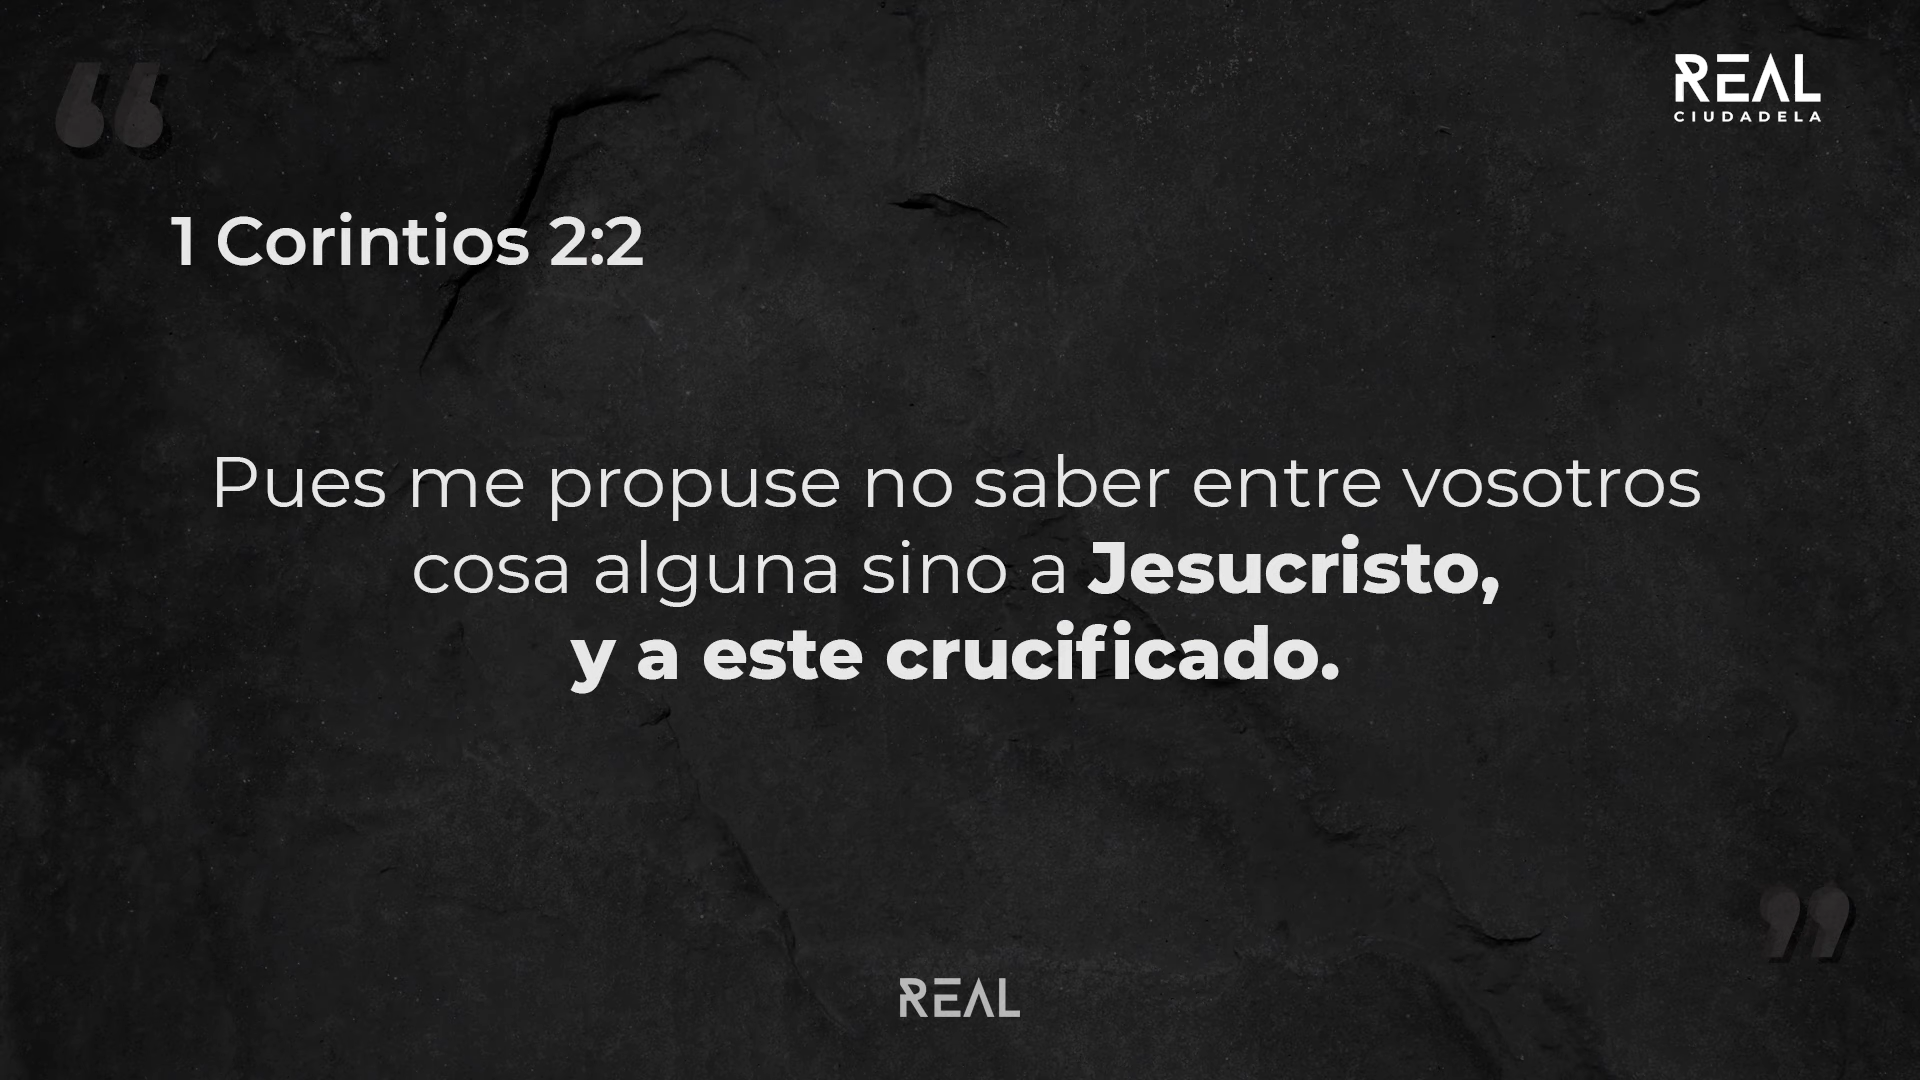 REAL
CIUDADELA
1 Corintios 2:2
Pues me propuse no saber entre vosotros
cosa alguna sino a Jesucristo,
y a este crucificado.
REAL